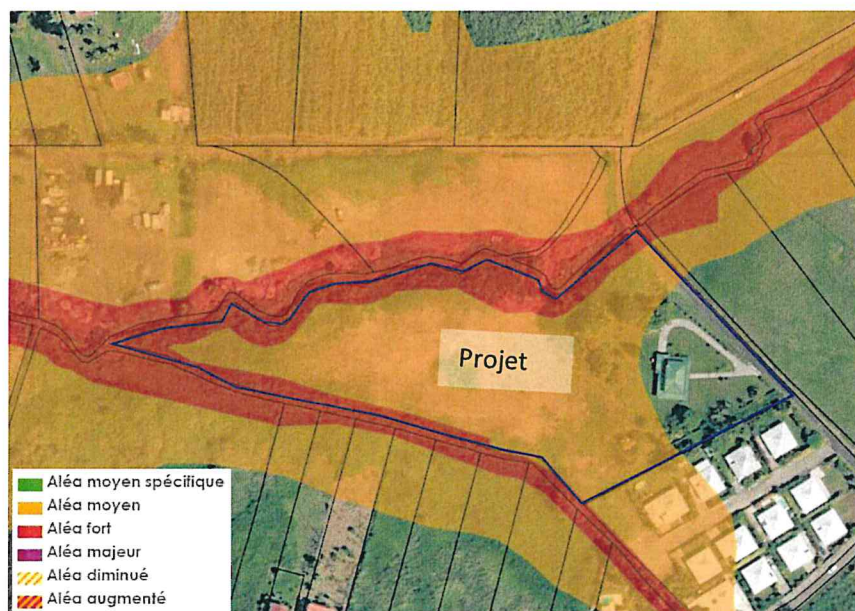 Projet
Aléa moyen spécifique
Aléa moyen
Aléa fort
Aléa majeur
Aléa diminué
Aléa augmenté